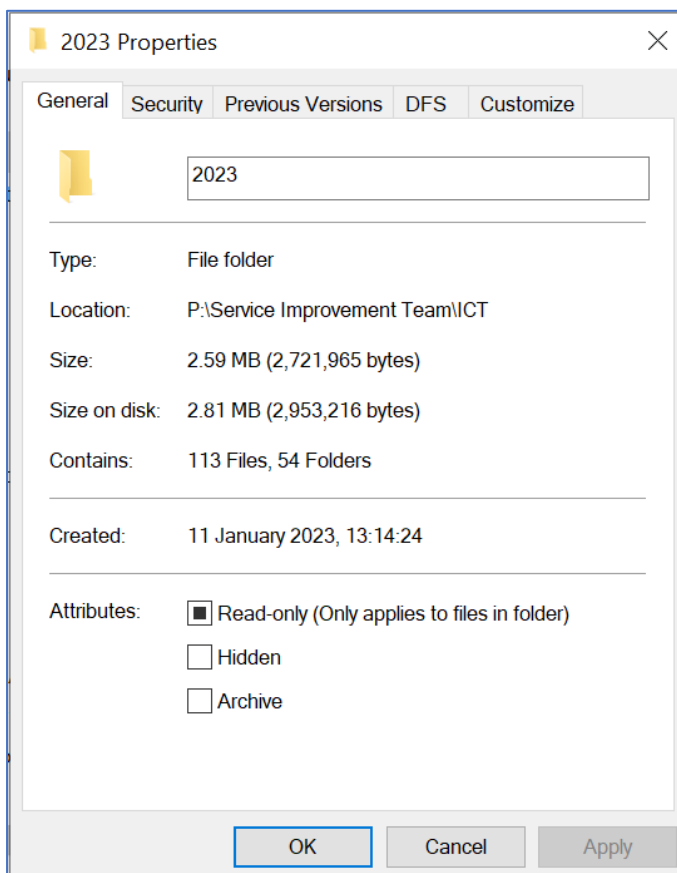 2023 Properties
General Security Previous Versions DFS Customize
2023
Type: File folder
Location: P:\Service Improvement Team\ICT
Size: 2.59 MB (2,721,965 bytes)
Size on disk: 2.81 MB (2,953,216 bytes)
Contains: 113 Files, 54 Folders
Created: 11 January 2023, 13:14:24
Attributes: Read-only (Only applies to files in folder)
Hidden
Archive
OK Cancel Apply